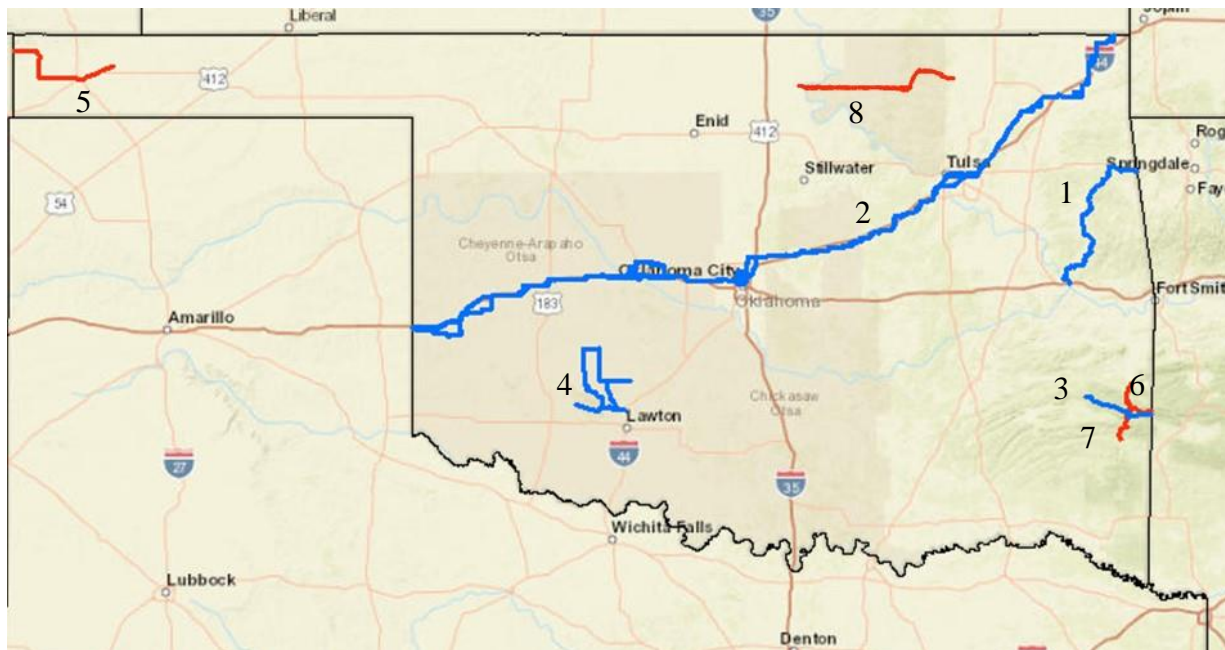 Liberal
35
44
412
5
8
Enid
412
Stillwater
Tulsa
Springdale
Rog
Fay
54
1
2
Cheyenne-Arapaho
Otsa
Oklahoma City
Oklahoma
183
Fort Smit
Amarillo
4
3
6
7
Chickasaw
Otsa
Lawton
27
44
35
Wichita Falls
Lubbock
Denton